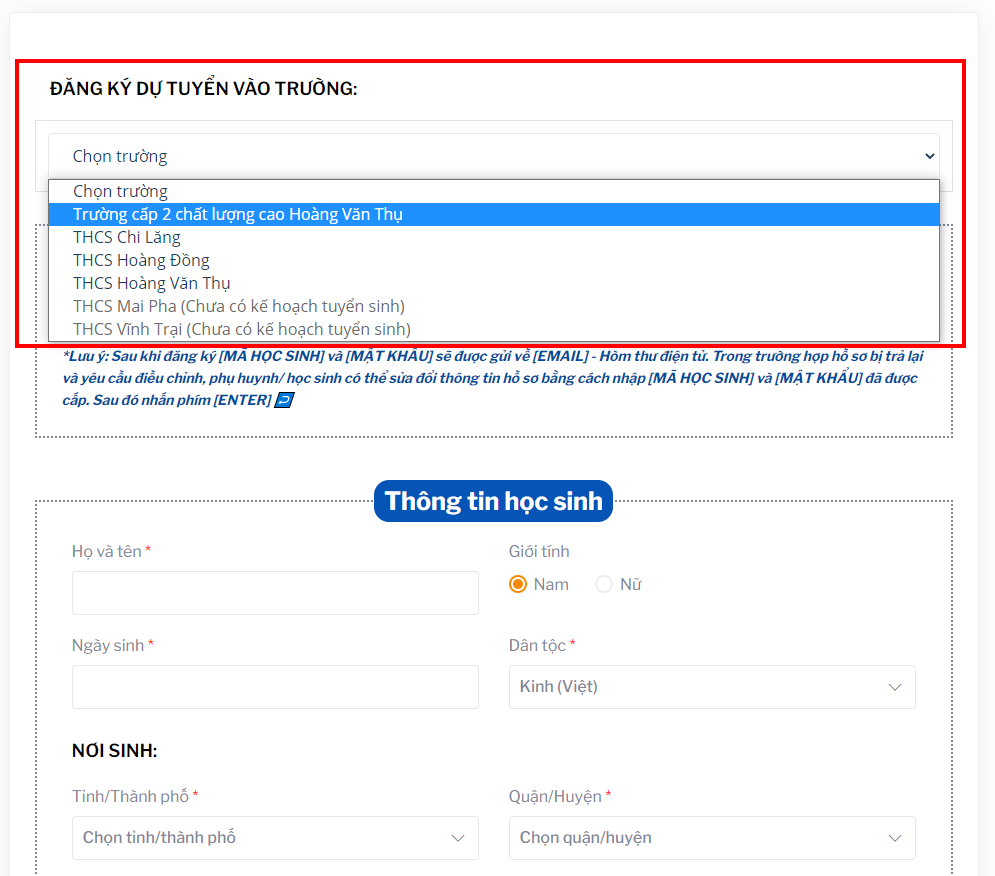 ĐĂNG KÝ DỰ TUYỂN VÀO TRƯỜNG:
Chọn trường
Chọn trường
Trường cấp 2 chất lượng cao Hoàng Văn Thụ
THCS Chi Lăng
THCS Hoàng Đồng
THCS Hoàng Văn Thụ
THCS Mai Pha (Chưa có kế hoạch tuyển sinh)
THCS Vĩnh Trại (Chưa có kế hoạch tuyển sinh)
*Lưu ý: Sau khi đăng ký [MÃ HỌC SINH] và [MẬT KHẨU] sẽ được gửi về [EMAIL] - Hòm thư điện tử. Trong trường hợp hồ sơ bị trả lại
và yêu cầu điều chỉnh, phụ huynh/ học sinh có thể sửa đổi thông tin hồ sơ bằng cách nhập [MÃ HỌC SINH] và [MẬT KHẨU] đã được
cấp. Sau đó nhấn phím [ENTER]
Thông tin học sinh
Họ và tên *
Giới tính
Nam
Nữ
Ngày sinh *
Dân tộc *
Kinh (Việt)
NƠI SINH:
Tỉnh/Thành phố *
Quận/Huyện *
Chọn tỉnh/thành phố
Chọn quận/huyện